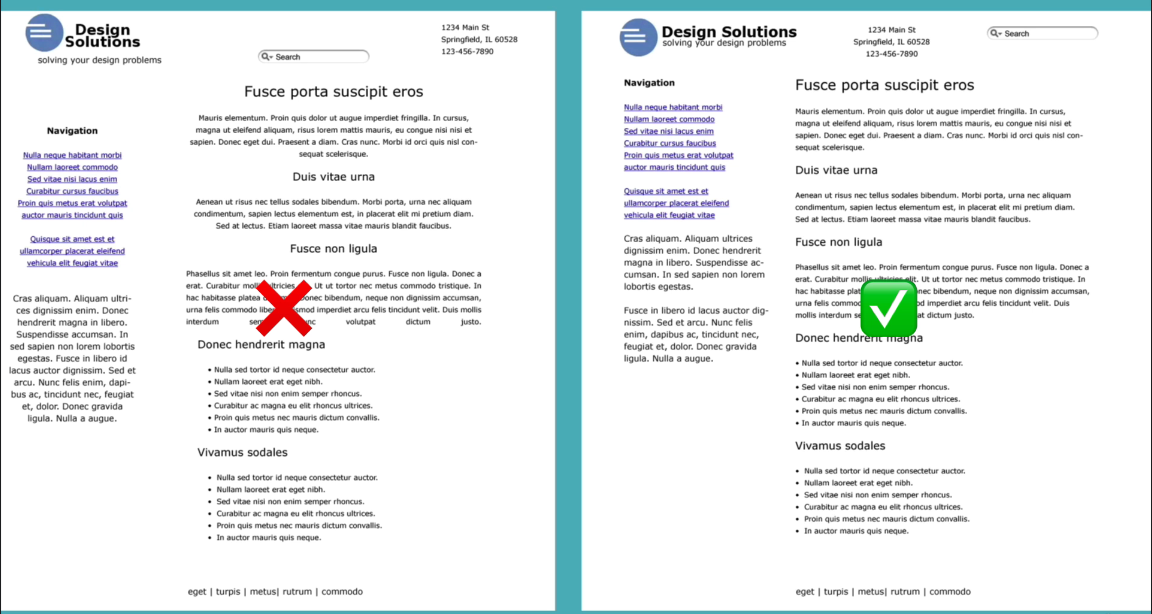 Design
Solutions
solving your design problems
Search
1234 Main St
Springfield, IL 60528
123-456-7890
Navigation
Nulla neque habitant morbi
Nullam laoreet commodo
Sed vitae nisi lacus enim
Curabitur cursus faucibus
Proin quis metus erat volutpat
auctor mauris tincidunt quis
Quisque sit amet est et
ullamcorper placerat eleifend
vehicula elit feugiat vitae
Cras aliquam. Aliquam ultri-
ces dignissim enim. Donec
hendrerit magna in libero.
Suspendisse accumsan. In
sed sapien non lorem lobortis
egestas. Fusce in libero id
lacus auctor dignissim. Sed et
arcu. Nunc felis enim, dapi-
bus ac, tincidunt nec, feugiat
et, dolor. Donec gravida
ligula. Nulla a augue.
Fusce porta suscipit eros
Mauris elementum. Proin quis dolor ut augue imperdiet fringilla. In cursus,
magna ut eleifend aliquam, risus lorem mattis mauris, eu congue nisi nisi et
sapien. Donec eget dui. Praesent a diam. Cras nunc. Morbi id orci quis nisl con-
sequat scelerisque.
Duis vitae urna
Aenean ut risus nec tellus sodales bibendum. Morbi porta, urna nec aliquam
condimentum, sapien lectus elementum est, in placerat elit mi pretium diam.
Sed at lectus. Etiam laoreet massa vitae mauris blandit faucibus.
Fusce non ligula
Phasellus sit amet leo. Proin fermentum congue purus. Fusce non ligula. Donec a
erat. Curabitur mollis ultricies. Ut ut tortor nec metus commodo tristique. In
hac habitasse platea donec bibendum, neque non dignissim accumsan,
urna felis commodo imperdiet arcu felis tincidunt velit. Duis mollis
interdum volutpat dictum justo.
Donec hendrerit magna
• Nulla sed tortor id neque consectetur auctor.
• Nullam laoreet erat eget nibh.
• Sed vitae nisi non enim semper rhoncus.
• Curabitur ac magna eu elit rhoncus ultrices.
• Proin quis metus nec mauris dictum convallis.
• In auctor mauris quis neque.
Vivamus sodales
• Nulla sed tortor id neque consectetur auctor.
• Nullam laoreet erat eget nibh.
• Sed vitae nisi non enim semper rhoncus.
• Curabitur ac magna eu elit rhoncus ultrices.
• Proin quis metus nec mauris dictum convallis.
• In auctor mauris quis neque.
eget | turpis | metus| rutrum | commodo
Design Solutions
solving your design problems
1234 Main St
Springfield, IL 60528
123-456-7890
Search
Navigation
Nulla neque habitant morbi
Nullam laoreet commodo
Sed vitae nisi lacus enim
Curabitur cursus faucibus
Proin quis metus erat volutpat
auctor mauris tincidunt quis
Quisque sit amet est et
ullamcorper placerat eleifend
vehicula elit feugiat vitae
Cras aliquam. Aliquam ultrices
dignissim enim. Donec hendrerit
magna in libero. Suspendisse ac-
cumsan. In sed sapien non lorem
lobortis egestas.
Fusce in libero id lacus auctor dig-
nissim. Sed et arcu. Nunc felis
enim, dapibus ac, tincidunt nec,
feugiat et, dolor. Donec gravida
ligula. Nulla a augue.
Fusce porta suscipit eros
Mauris elementum. Proin quis dolor ut augue imperdiet fringilla. In cursus,
magna ut eleifend aliquam, risus lorem mattis mauris, eu congue nisi nisi et
sapien. Donec eget dui. Praesent a diam. Cras nunc. Morbi id orci quis nisl con-
sequat scelerisque.
Duis vitae urna
Aenean ut risus nec tellus sodales bibendum. Morbi porta, urna nec aliquam
condimentum, sapien lectus elementum est, in placerat elit mi pretium diam.
Sed at lectus. Etiam laoreet massa vitae mauris blandit faucibus.
Fusce non ligula
Phasellus sit amet leo. Proin fermentum congue purus. Fusce non ligula. Donec a
erat. Curabitur mollis ultricies. Ut ut tortor nec metus commodo tristique. In
hac habitasse bibendum, neque non dignissim accumsan,
urna felis imperdiet arcu felis tincidunt velit. Duis
mollis interdum dictum justo.
Donec hendrerit magna
• Nulla sed tortor id neque consectetur auctor.
• Nullam laoreet erat eget nibh.
• Sed vitae nisi non enim semper rhoncus.
• Curabitur ac magna eu elit rhoncus ultrices.
• Proin quis metus nec mauris dictum convallis.
• In auctor mauris quis neque.
Vivamus sodales
• Nulla sed tortor id neque consectetur auctor.
• Nullam laoreet erat eget nibh.
• Sed vitae nisi non enim semper rhoncus.
• Curabitur ac magna eu elit rhoncus ultrices.
• Proin quis metus nec mauris dictum convallis.
• In auctor mauris quis neque.
eget | turpis | metus| rutrum | commodo